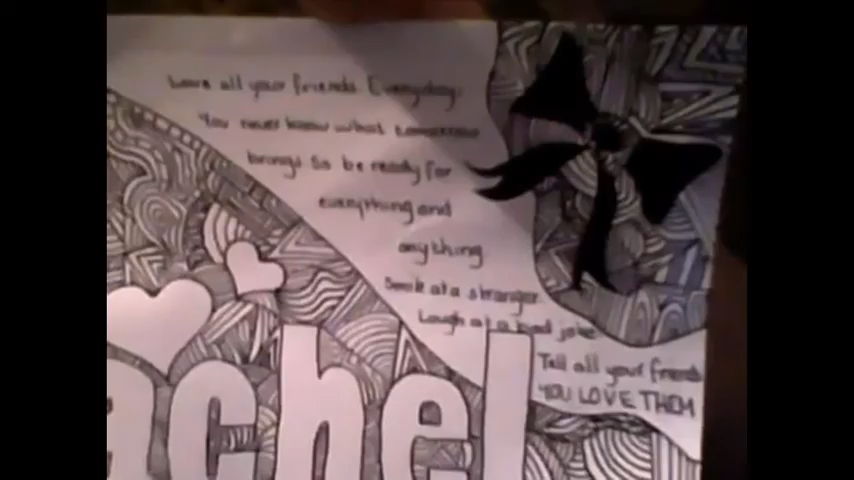 Love all your friends Everyday.
You never know what tomorrow
brings So be ready for
everything and
anything
Smile at a stranger
Laugh at a bad joke
Tell all your friends
YOU LOVE THEM
achel